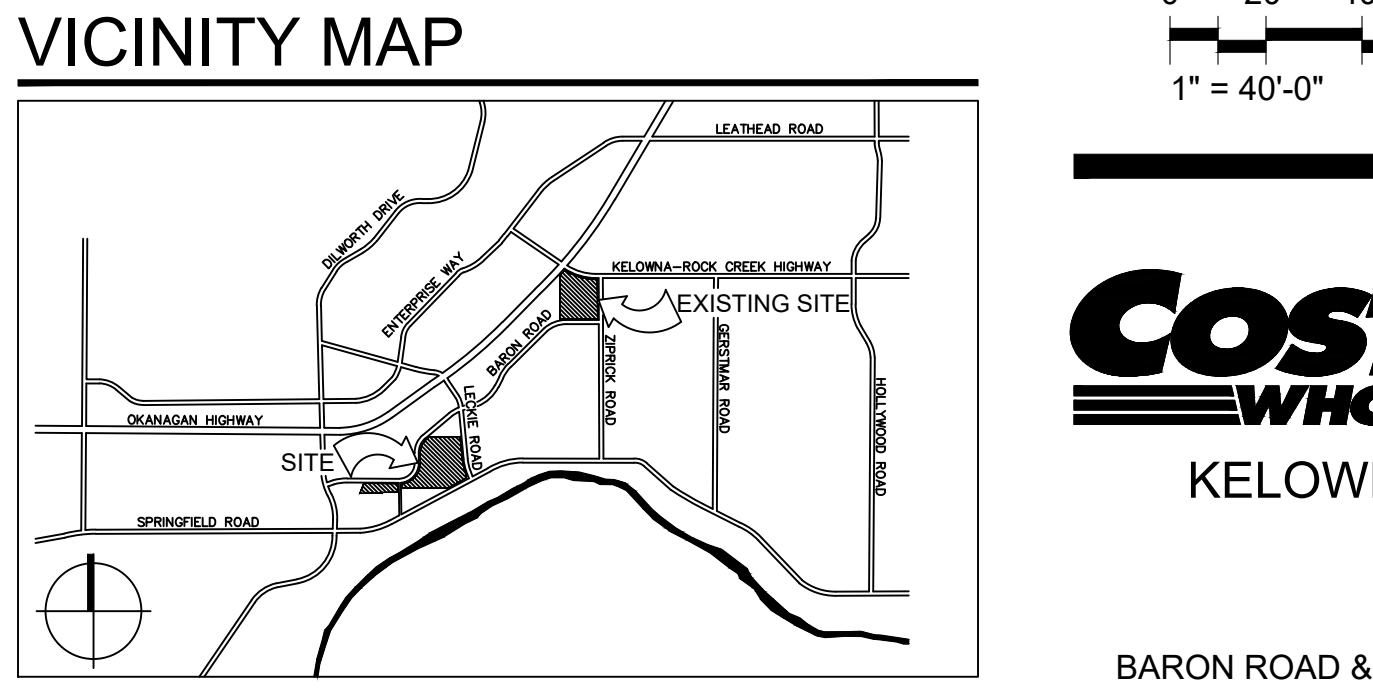 VICINITY MAP
20
1" = 40'-0"
LEATHEAD ROAD
DILWORTH DRIVE
ENTERPRISE WAY
KELOWNA-ROCK CREEK HIGHWAY
EXISTING SITE
BARON ROAD
ZIPRICK ROAD
GERSTMAR ROAD
HOLLYWOOD ROAD
LECKIE ROAD
OKANAGAN HIGHWAY
SITE
SPRINGFIELD ROAD
BARON ROAD &